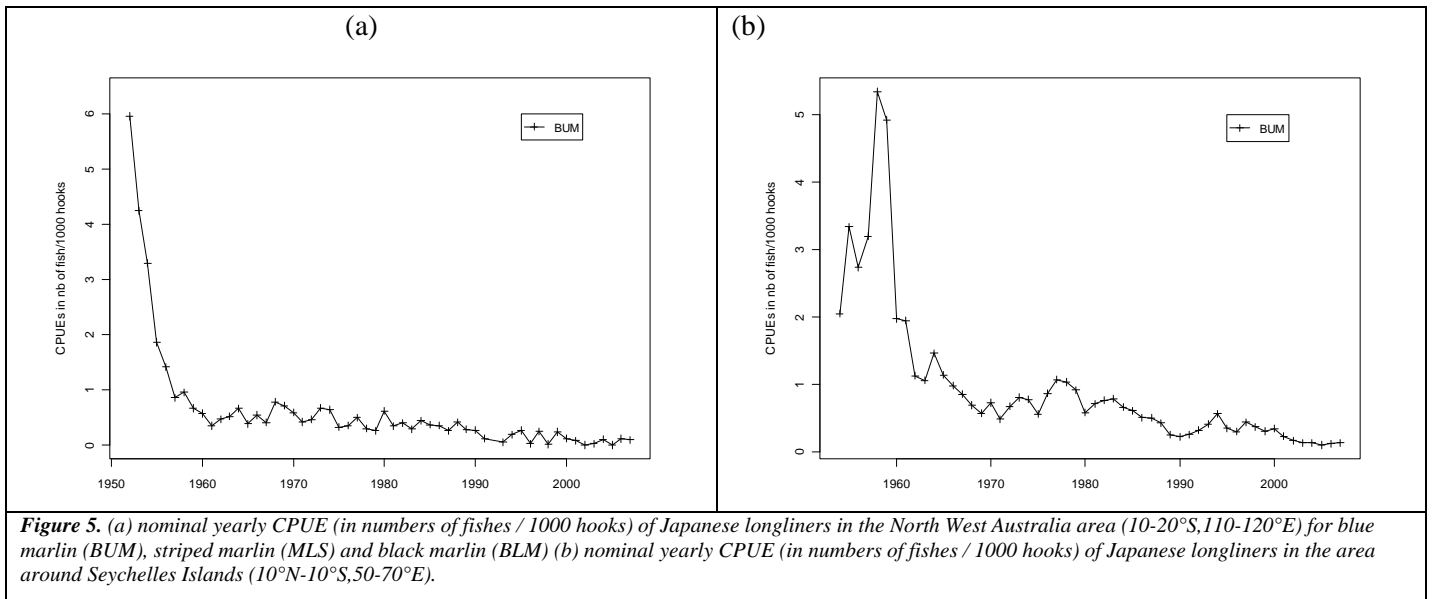 (a)
6
5
4
3
2
1
0
CPUEs in nb of fish/1000 hooks
BUM
1950 1960 1970 1980 1990 2000
(b)
5
4
3
2
1
0
CPUEs in nb of fish/1000 hooks
BUM
1960 1970 1980 1990 2000
Figure 5. (a) nominal yearly CPUE (in numbers of fishes / 1000 hooks) of Japanese longliners in the North West Australia area (10-20°S,110-120°E) for blue
marlin (BUM), striped marlin (MLS) and black marlin (BLM) (b) nominal yearly CPUE (in numbers of fishes / 1000 hooks) of Japanese longliners in the area
around Seychelles Islands (10°N-10°S,50-70°E).